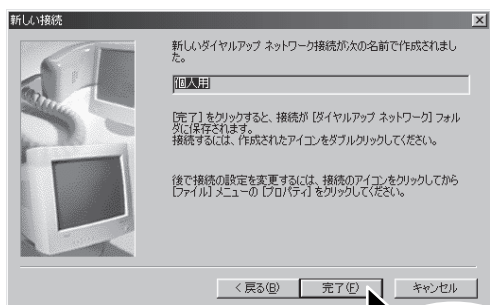 新しい接続
新しいダイヤルアップ ネットワーク接続が次の名前で作成されまし
た。
個人用
[完了] をクリックすると、接続が [ダイヤルアップ ネットワーク] フォル
ダに保存されます。
接続するには、作成されたアイコンをダブルクリックしてください。
後で接続の設定を変更するには、接続のアイコンをクリックしてから
[ファイル] メニューの [プロパティ] をクリックしてください。
< 戻る(B)
完了(F)
キャンセル